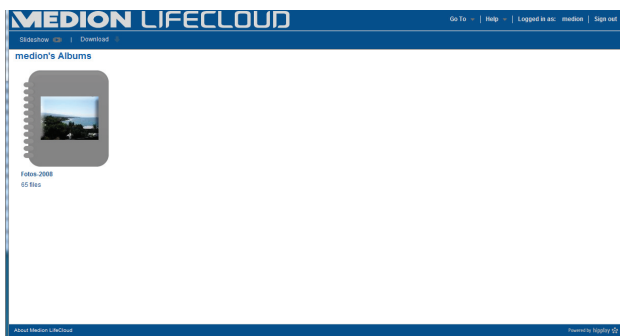 MEDION LIFECLOUD
Go To | Help | Logged in as: medion | Sign out
Slideshow | Download
medion's Albums
Fotos-2008
65 files
About Medion LifeCloud
Powered by hipplay